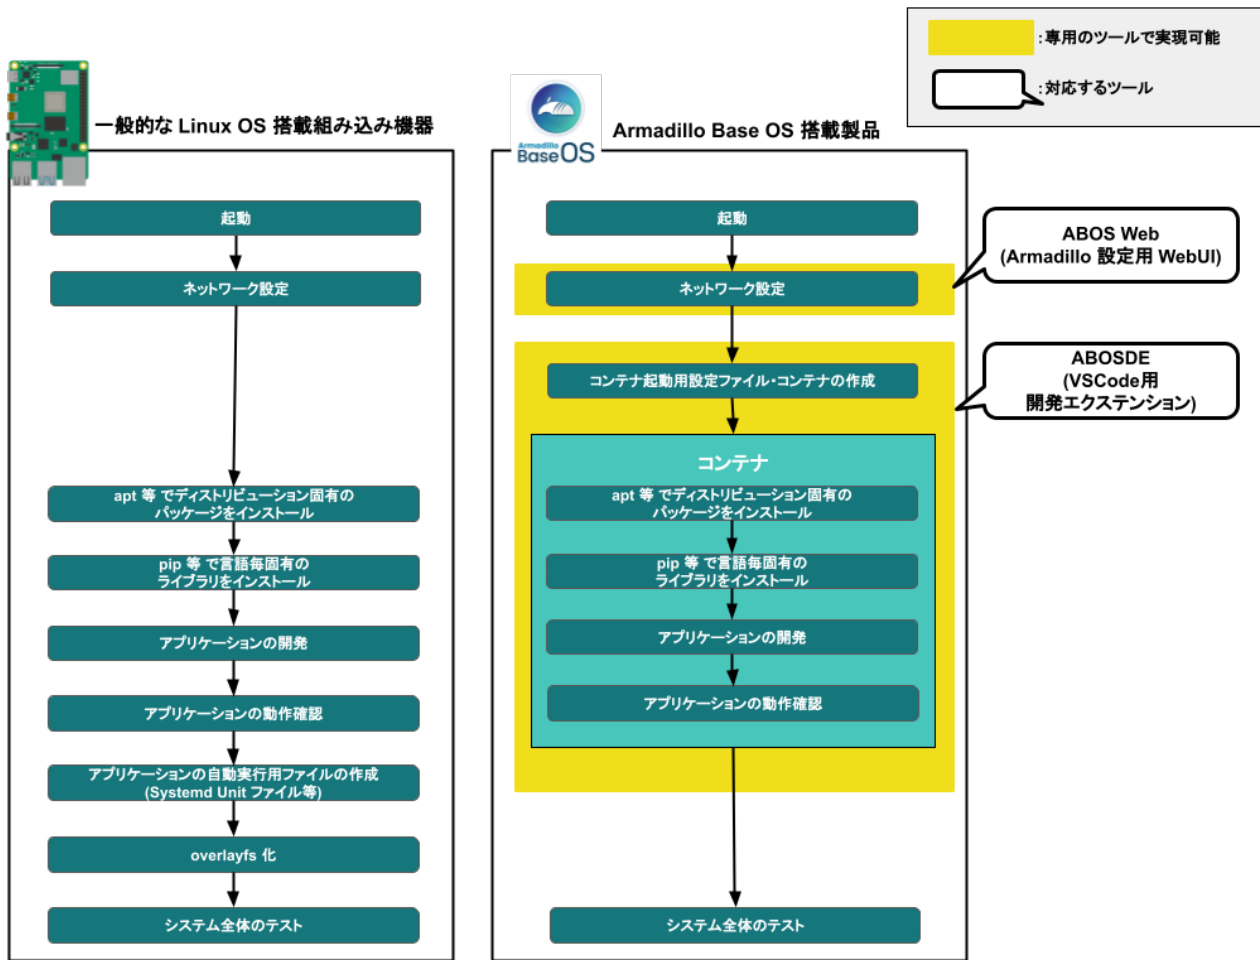 :専用のツールで実現可能
:対応するツール
一般的な Linux OS 搭載組み込み機器
起動
ネットワーク設定
apt 等 でディストリビューション固有の
パッケージをインストール
pip 等 で言語毎固有の
ライブラリをインストール
アプリケーションの開発
アプリケーションの動作確認
アプリケーションの自動実行用ファイルの作成
(Systemd Unit ファイル等)
overlayfs 化
システム全体のテスト
Armadillo
Base OS
Armadillo Base OS 搭載製品
起動
ネットワーク設定
コンテナ起動用設定ファイル・コンテナの作成
コンテナ
apt 等 でディストリビューション固有の
パッケージをインストール
pip 等 で言語毎固有の
ライブラリをインストール
アプリケーションの開発
アプリケーションの動作確認
システム全体のテスト
ABOS Web
(Armadillo 設定用 WebUI)
ABOSDE
(VSCode用
開発エクステンション)